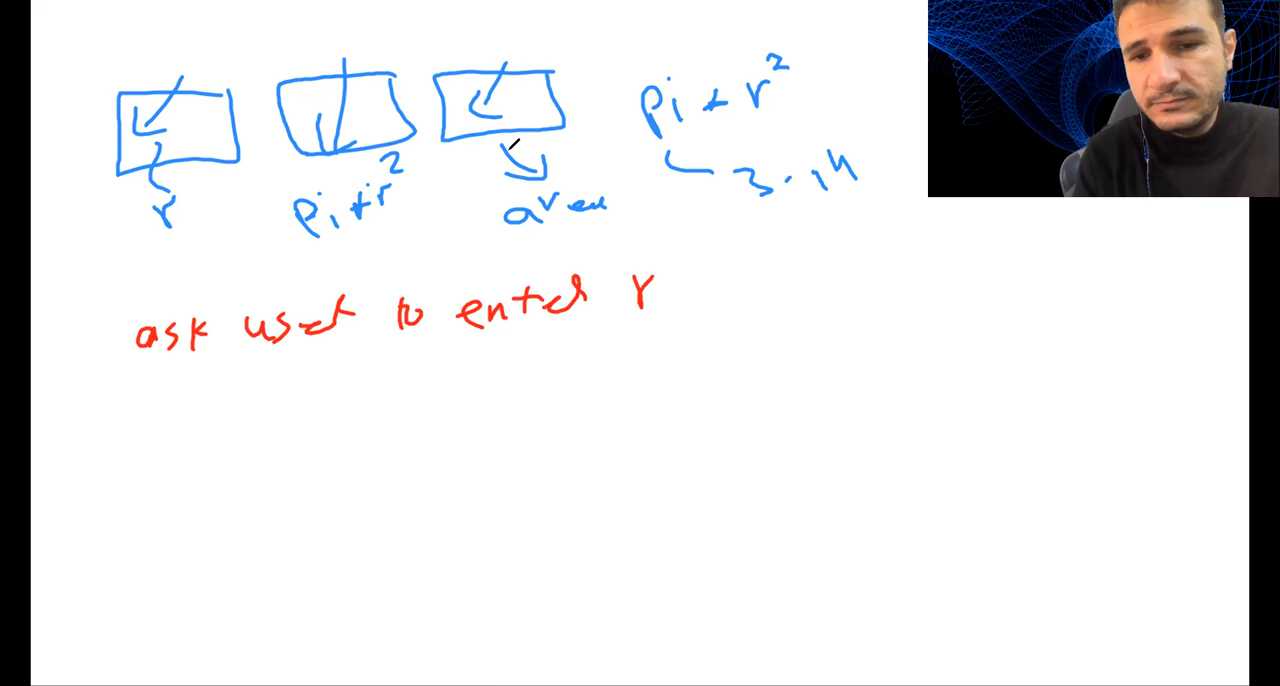 r
pi * r²
area
pi * r²
3.14
ask user to enter r